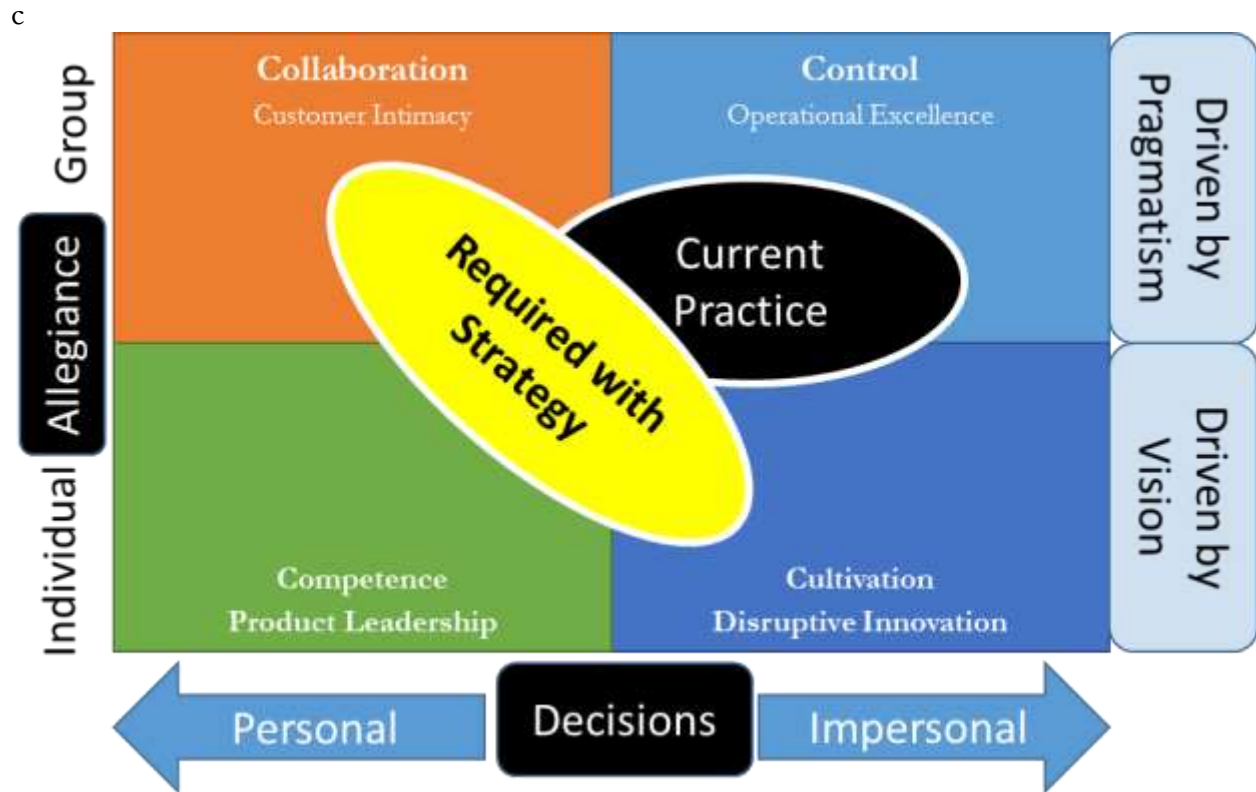 c
Collaboration
Customer Intimacy
Control
Operational Excellence
Group
Allegiance
Individual
Required with
Strategy
Current
Practice
Driven by
Pragmatism
Driven by
Vision
Competence
Product Leadership
Cultivation
Disruptive Innovation
Personal
Decisions
Impersonal